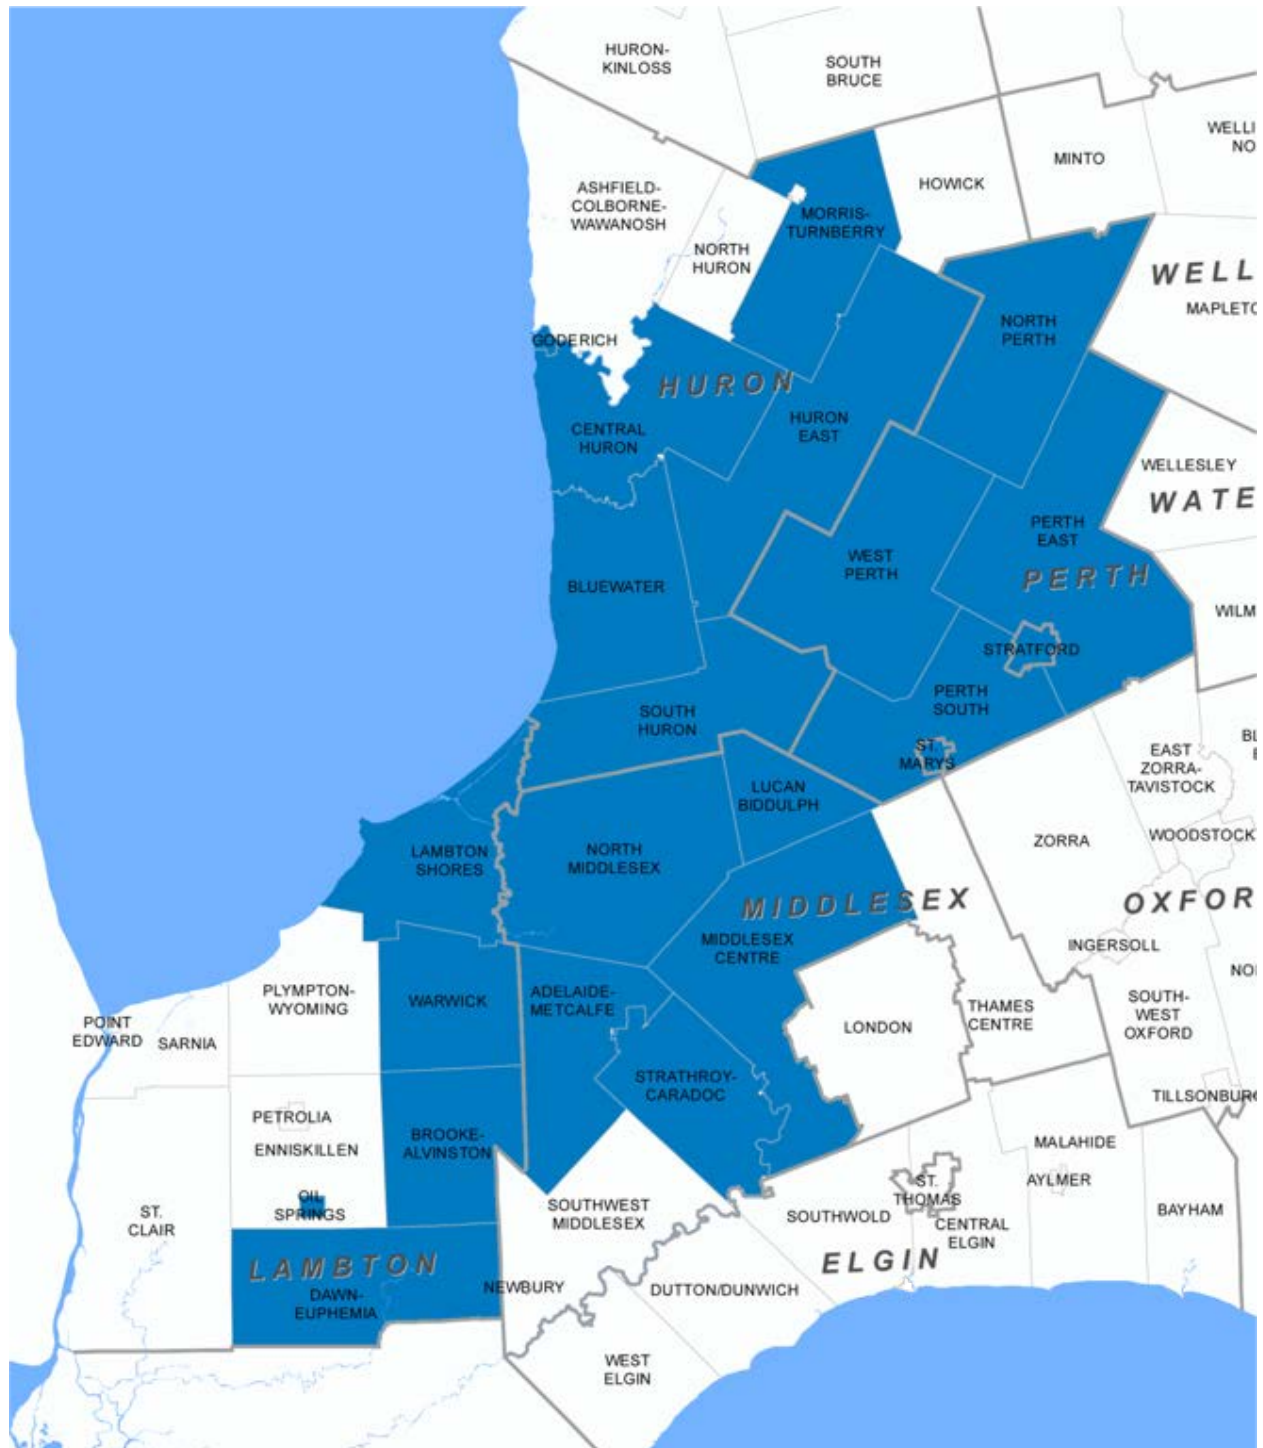 HURON-
KINLOSS
SOUTH
BRUCE
WELLI
NO
MINTO
HOWICK
ASHFIELD-
COLBORNE-
WAWANOSH
MORRIS-
TURNBERRY
NORTH
HURON
WELL
MAPLETO
NORTH
PERTH
GODERICH
HURON
CENTRAL
HURON
HURON
EAST
WELLESLEY
WATE
PERTH
EAST
WEST
PERTH
PERTH
BLUEWATER
WILM
STRATFORD
PERTH
SOUTH
SOUTH
HURON
ST.
MARYS
EAST
ZORRA-
TAVISTOCK
BL
E
LUCAN
BIDDULPH
ZORRA
WOODSTOCK
LAMBTON
SHORES
NORTH
MIDDLESEX
MIDDLESEX
OXFOR
MIDDLESEX
CENTRE
INGERSOLL
NO
PLYMPTON-
WYOMING
WARWICK
ADELAIDE-
METCALFE
POINT
EDWARD
SARNIA
LONDON
THAMES
CENTRE
SOUTH-
WEST
OXFORD
STRATHROY-
CARADOC
TILLSONBURG
PETROLIA
ENNISKILLEN
BROOKE-
ALVINSTON
MALAHIDE
AYLMER
OIL
SPRINGS
ST.
CLAIR
SOUTHWEST
MIDDLESEX
SOUTHWOLD
ST.
THOMAS
CENTRAL
ELGIN
BAYHAM
LAMBTON
ELGIN
DAWN-
EUPHEMIA
NEWBURY
DUTTON/DUNWICH
WEST
ELGIN